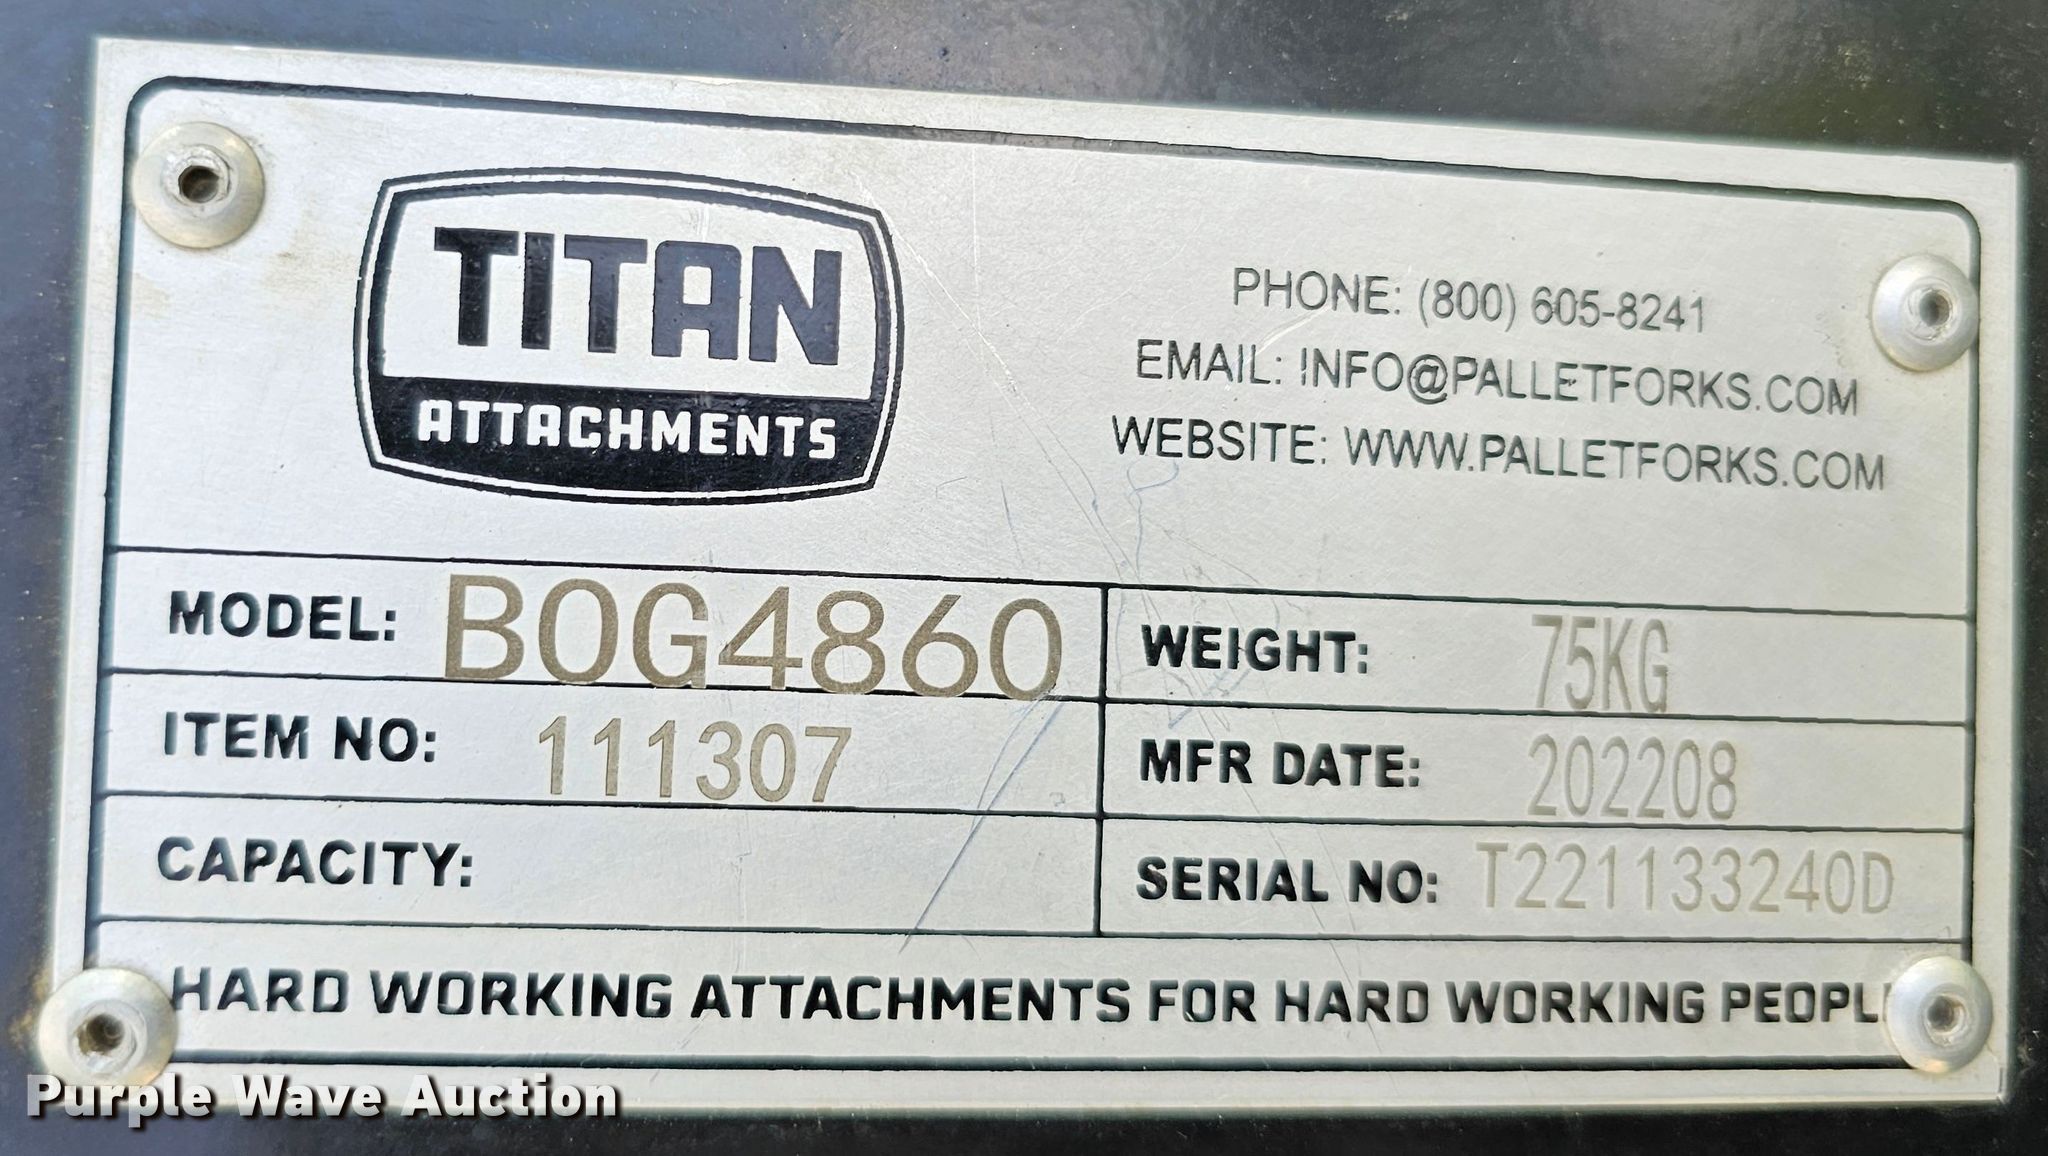 TITAN
ATTACHMENTS
PHONE: (800) 605-8241
EMAIL: INFO@PALLETFORKS.COM
WEBSITE: WWW.PALLETFORKS.COM
MODEL: BOG4860
WEIGHT: 75KG
ITEM NO: 111307
MFR DATE: 202208
CAPACITY:
SERIAL NO: T221133240D
HARD WORKING ATTACHMENTS FOR HARD WORKING PEOPL
Purple Wave Auction